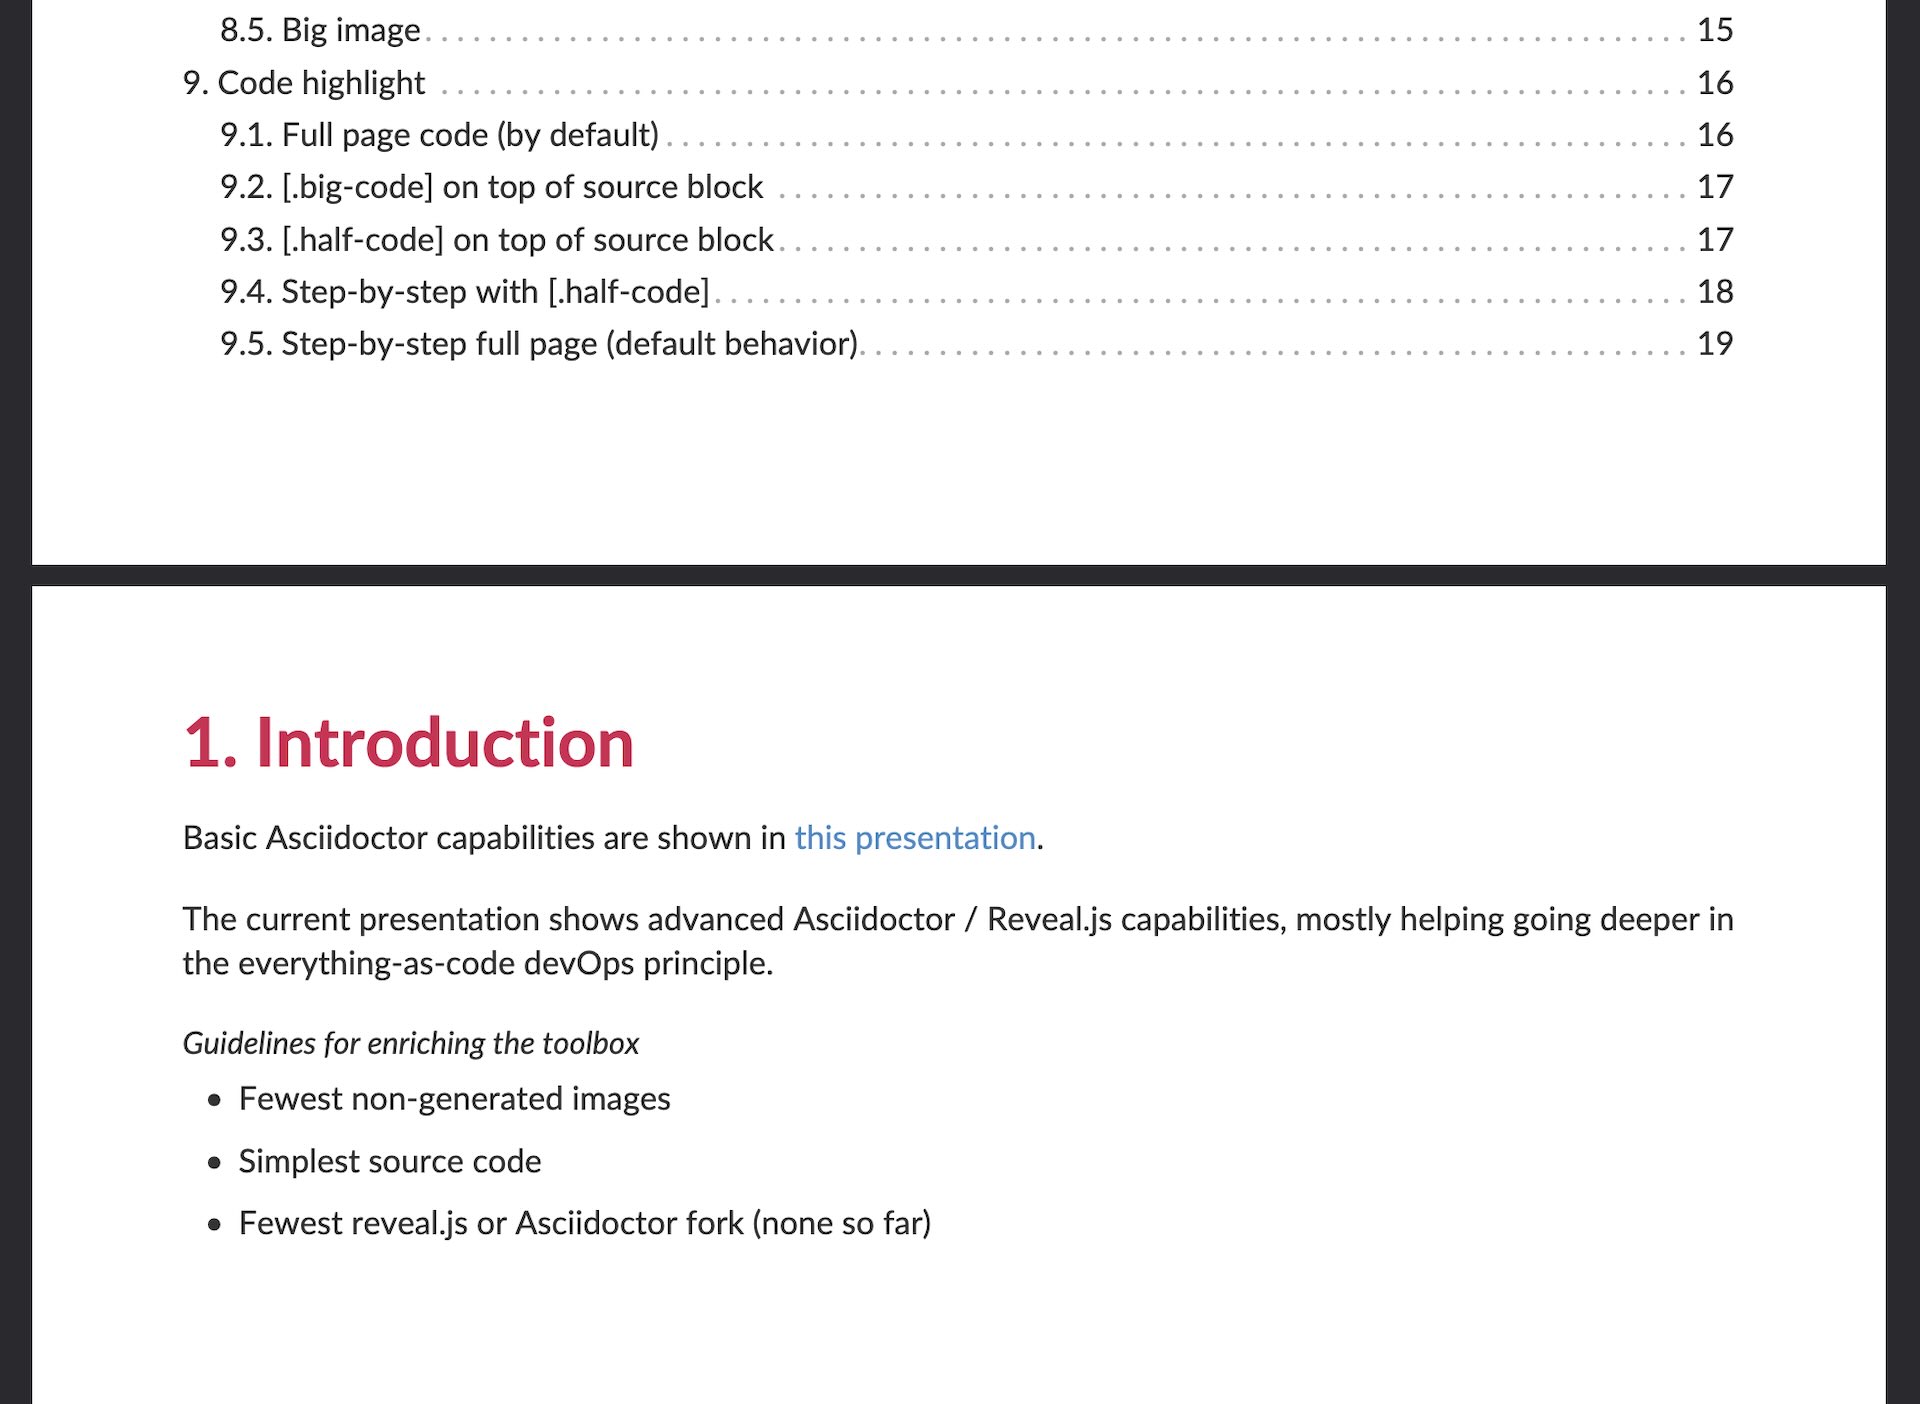 8.5. Big image . . . . . . . . . . . . . . . . . . . . . . . . . . . . . . . . . . . . . . . . 15
9. Code highlight . . . . . . . . . . . . . . . . . . . . . . . . . . . . . . . . . . . . . . . . 16
9.1. Full page code (by default) . . . . . . . . . . . . . . . . . . . . . . . . . . . . . . . . 16
9.2. [.big-code] on top of source block . . . . . . . . . . . . . . . . . . . . . . . . . . . . 17
9.3. [.half-code] on top of source block . . . . . . . . . . . . . . . . . . . . . . . . . . . . 17
9.4. Step-by-step with [.half-code] . . . . . . . . . . . . . . . . . . . . . . . . . . . . . . 18
9.5. Step-by-step full page (default behavior). . . . . . . . . . . . . . . . . . . . . . . . 19
1. Introduction
Basic Asciidoctor capabilities are shown in this presentation.
The current presentation shows advanced Asciidoctor / Reveal.js capabilities, mostly helping going deeper in
the everything-as-code devOps principle.
Guidelines for enriching the toolbox
• Fewest non-generated images
• Simplest source code
• Fewest reveal.js or Asciidoctor fork (none so far)